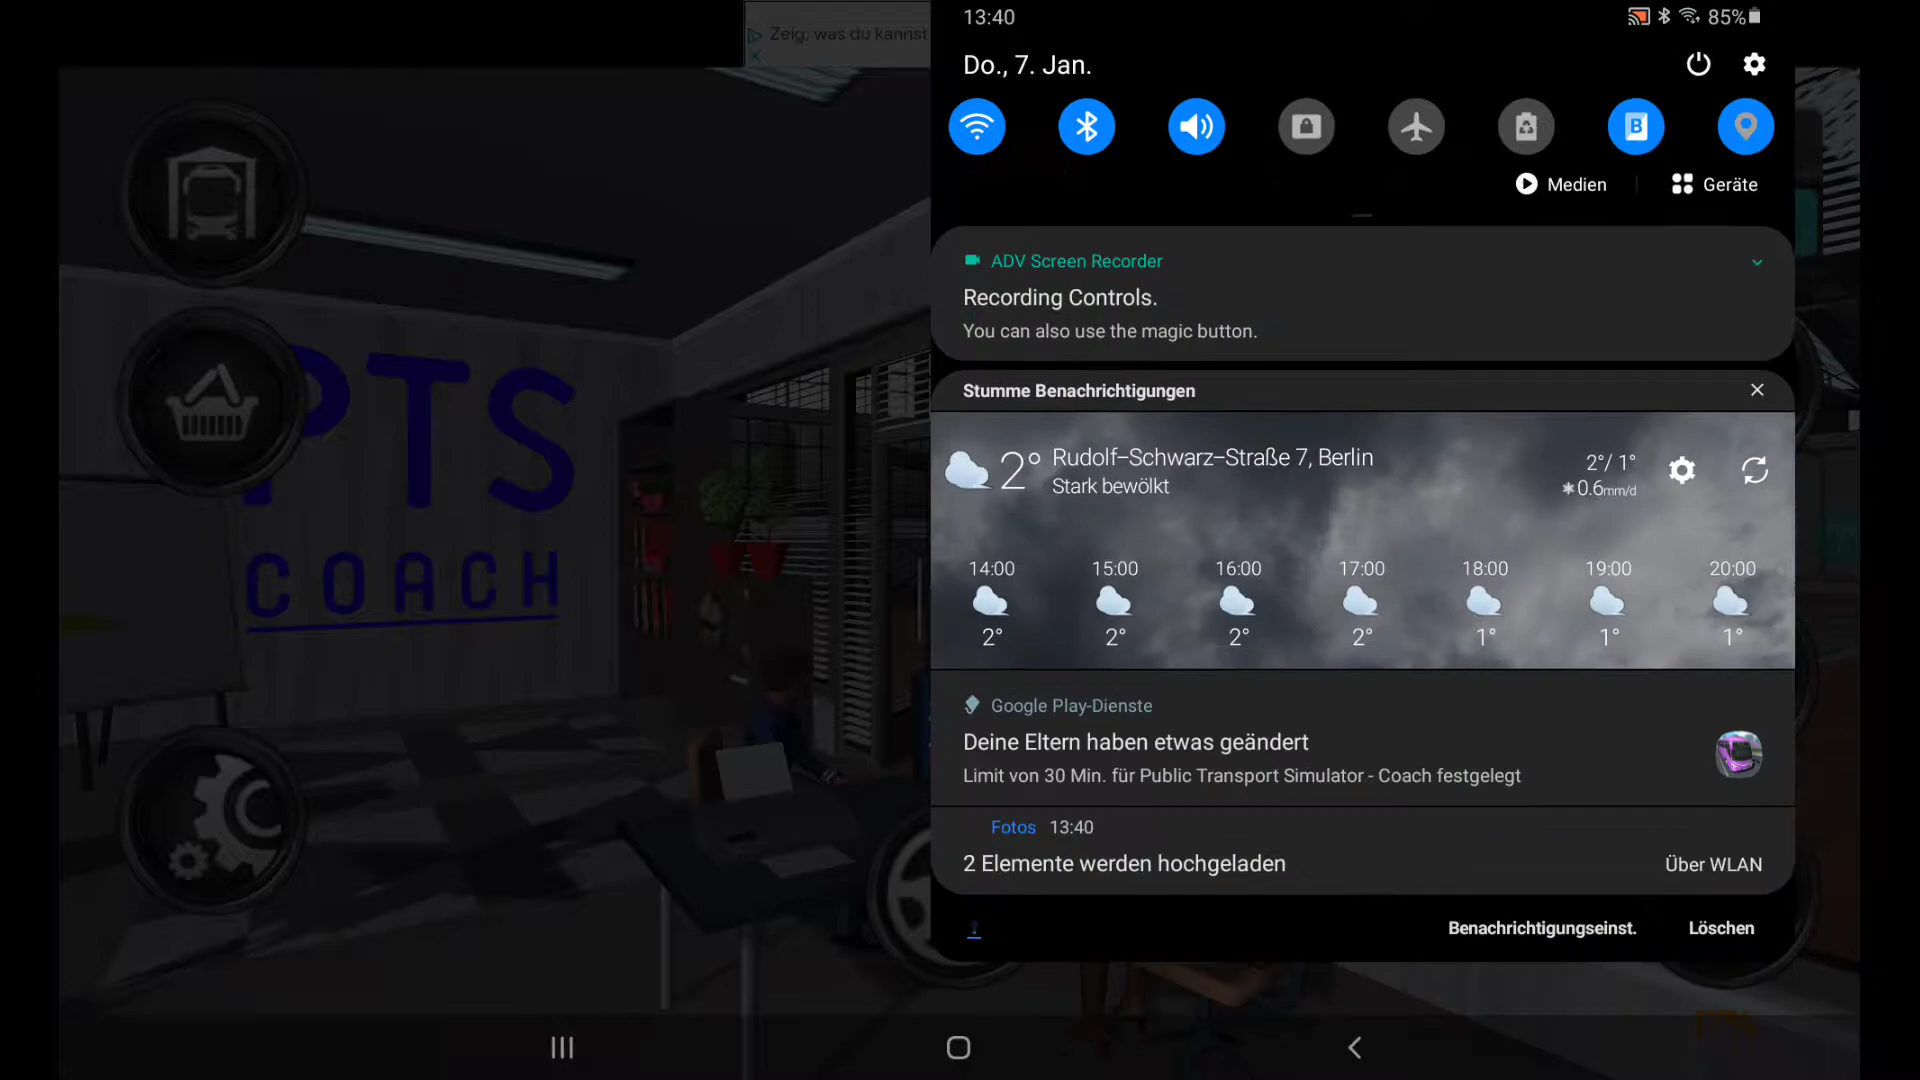 Zeig, was du kannst
13:40
85%
Do., 7. Jan.
B
Medien
Geräte
ADV Screen Recorder
Recording Controls.
You can also use the magic button.
Stumme Benachrichtigungen
2°
Rudolf–Schwarz–Straße 7, Berlin
Stark bewölkt
2°/ 1°
0.6mm/d
14:00 15:00 16:00 17:00 18:00 19:00 20:00
2° 2° 2° 2° 1° 1° 1°
Google Play-Dienste
Deine Eltern haben etwas geändert
Limit von 30 Min. für Public Transport Simulator - Coach festgelegt
Fotos 13:40
2 Elemente werden hochgeladen
Über WLAN
Benachrichtigungseinst.
Löschen
PTS
COACH